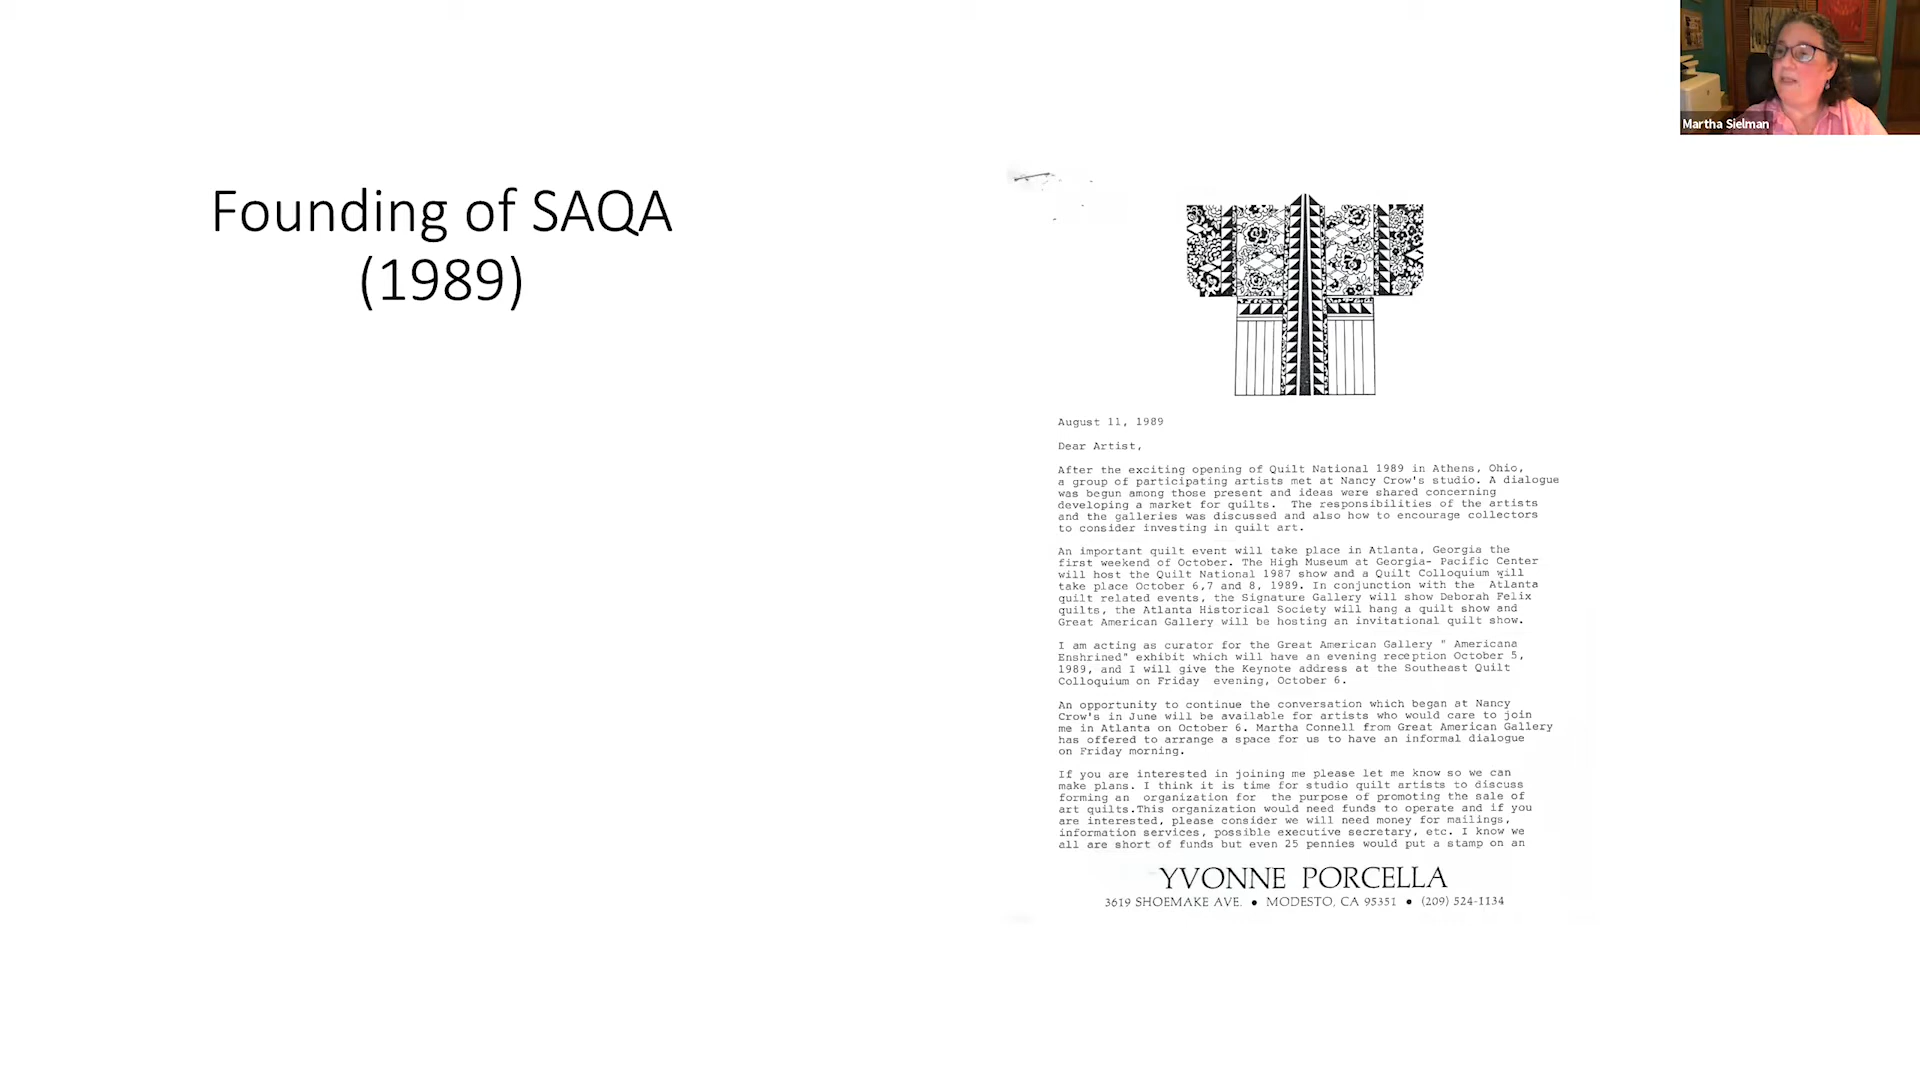 Martha Sielman
Founding of SAQA
(1989)
August 11, 1989
Dear Artist,
After the exciting opening of Quilt National 1989 in Athens, Ohio,
a group of participating artists met at Nancy Crow's studio. A dialogue
was begun among those present and ideas were shared concerning
developing a market for quilts. The responsibilities of the artists
and the galleries was discussed and also how to encourage collectors
to consider investing in quilt art.
An important quilt event will take place in Atlanta, Georgia the
first weekend of October. The High Museum at Georgia- Pacific Center
will host the Quilt National 1987 show and a Quilt Colloquium will
take place October 6,7 and 8, 1989. In conjunction with the Atlanta
quilt related events, the Signature Gallery will show Deborah Felix
quilts, the Atlanta Historical Society will hang a quilt show and
Great American Gallery will be hosting an invitational quilt show.
I am acting as curator for the Great American Gallery " Americana
Enshrined" exhibit which will have an evening reception October 5,
1989, and I will give the Keynote address at the Southeast Quilt
Colloquium on Friday evening, October 6.
An opportunity to continue the conversation which began at Nancy
Crow's in June will be available for artists who would care to join
me in Atlanta on October 6. Martha Connell from Great American Gallery
has offered to arrange a space for us to have an informal dialogue
on Friday morning.
If you are interested in joining me please let me know so we can
make plans. I think it is time for studio quilt artists to discuss
forming an organization for the purpose of promoting the sale of
art quilts.This organization would need funds to operate and if you
are interested, please consider we will need money for mailings,
information services, possible executive secretary, etc. I know we
all are short of funds but even 25 pennies would put a stamp on an
YVONNE PORCELLA
3619 SHOEMAKE AVE. • MODESTO, CA 95351 • (209) 524-1134